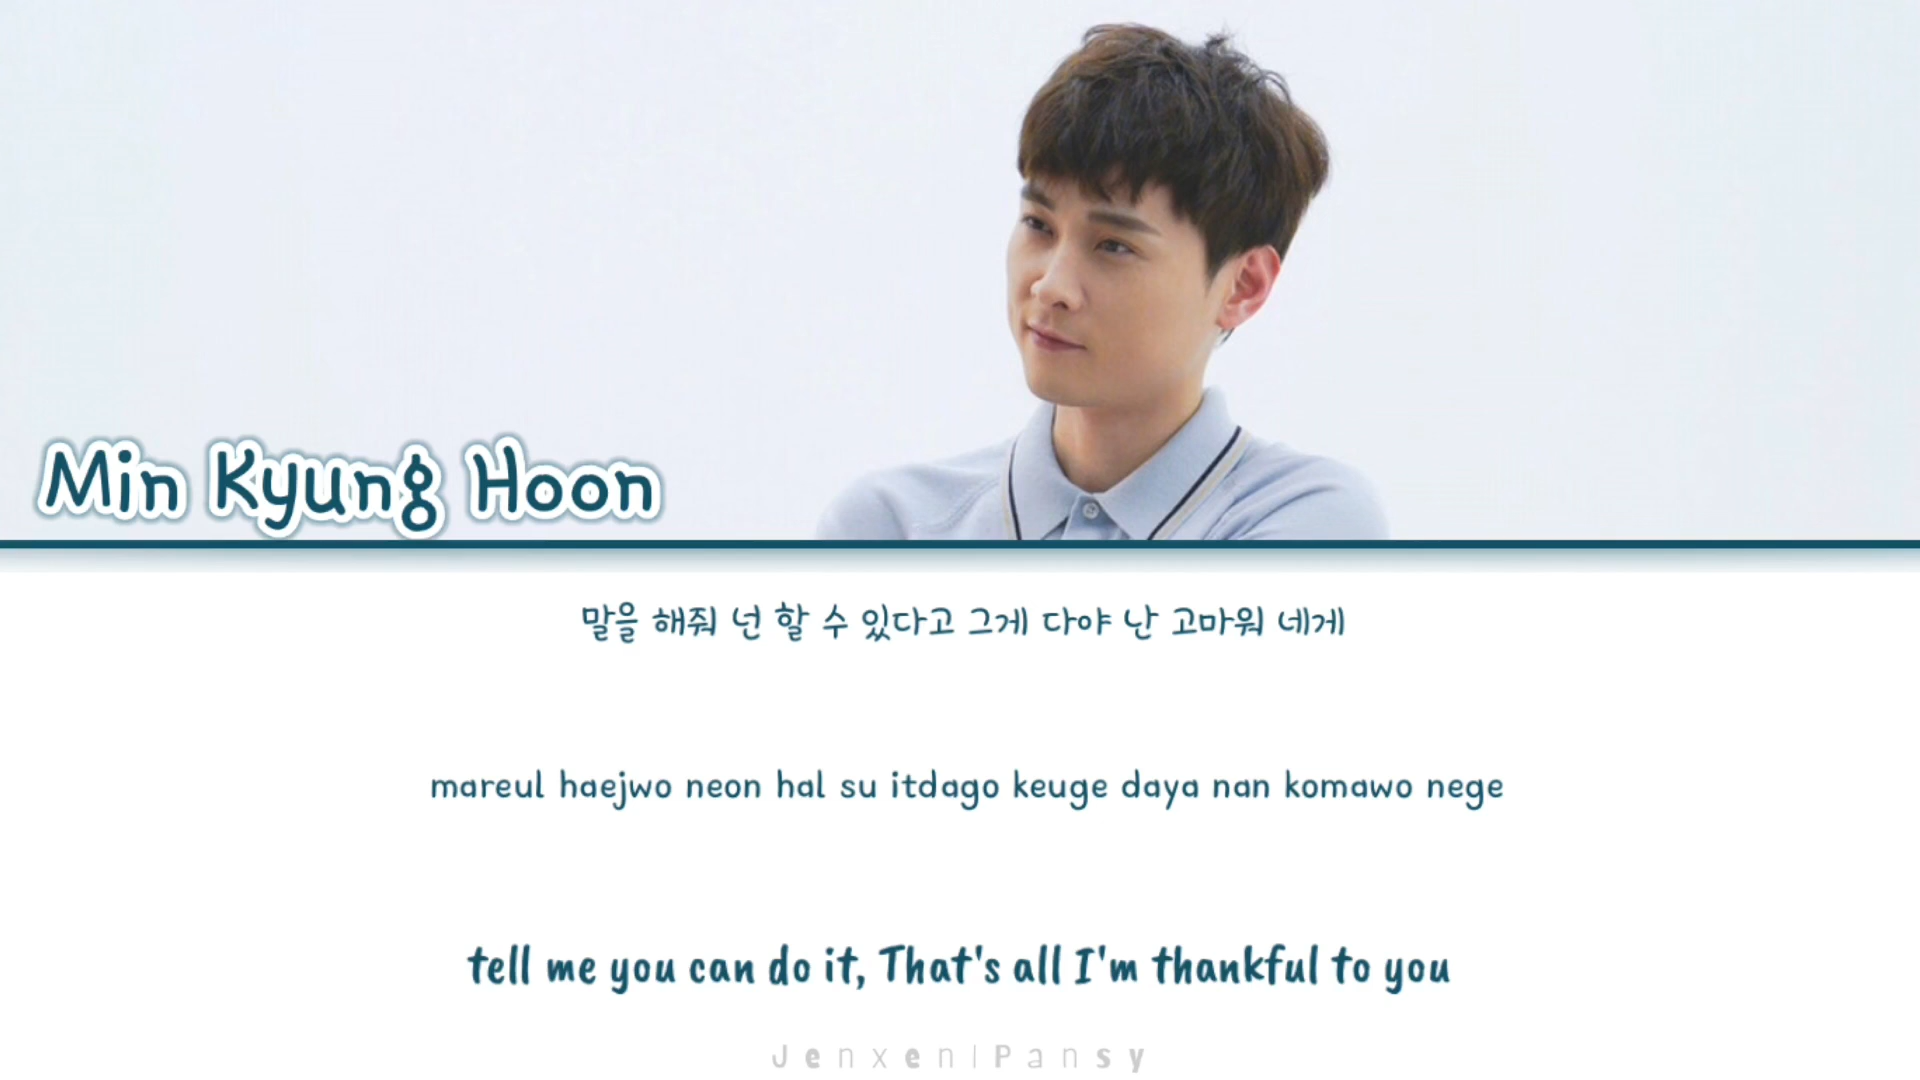 Min Kyung Hoon
말을 해줘 넌 할 수 있다고 그게 다야 난 고마워 네게
mareul haejwo neon hal su itdago keuge daya nan komawo nege
tell me you can do it, That's all I'm thankful to you
Jenxen|Pansy